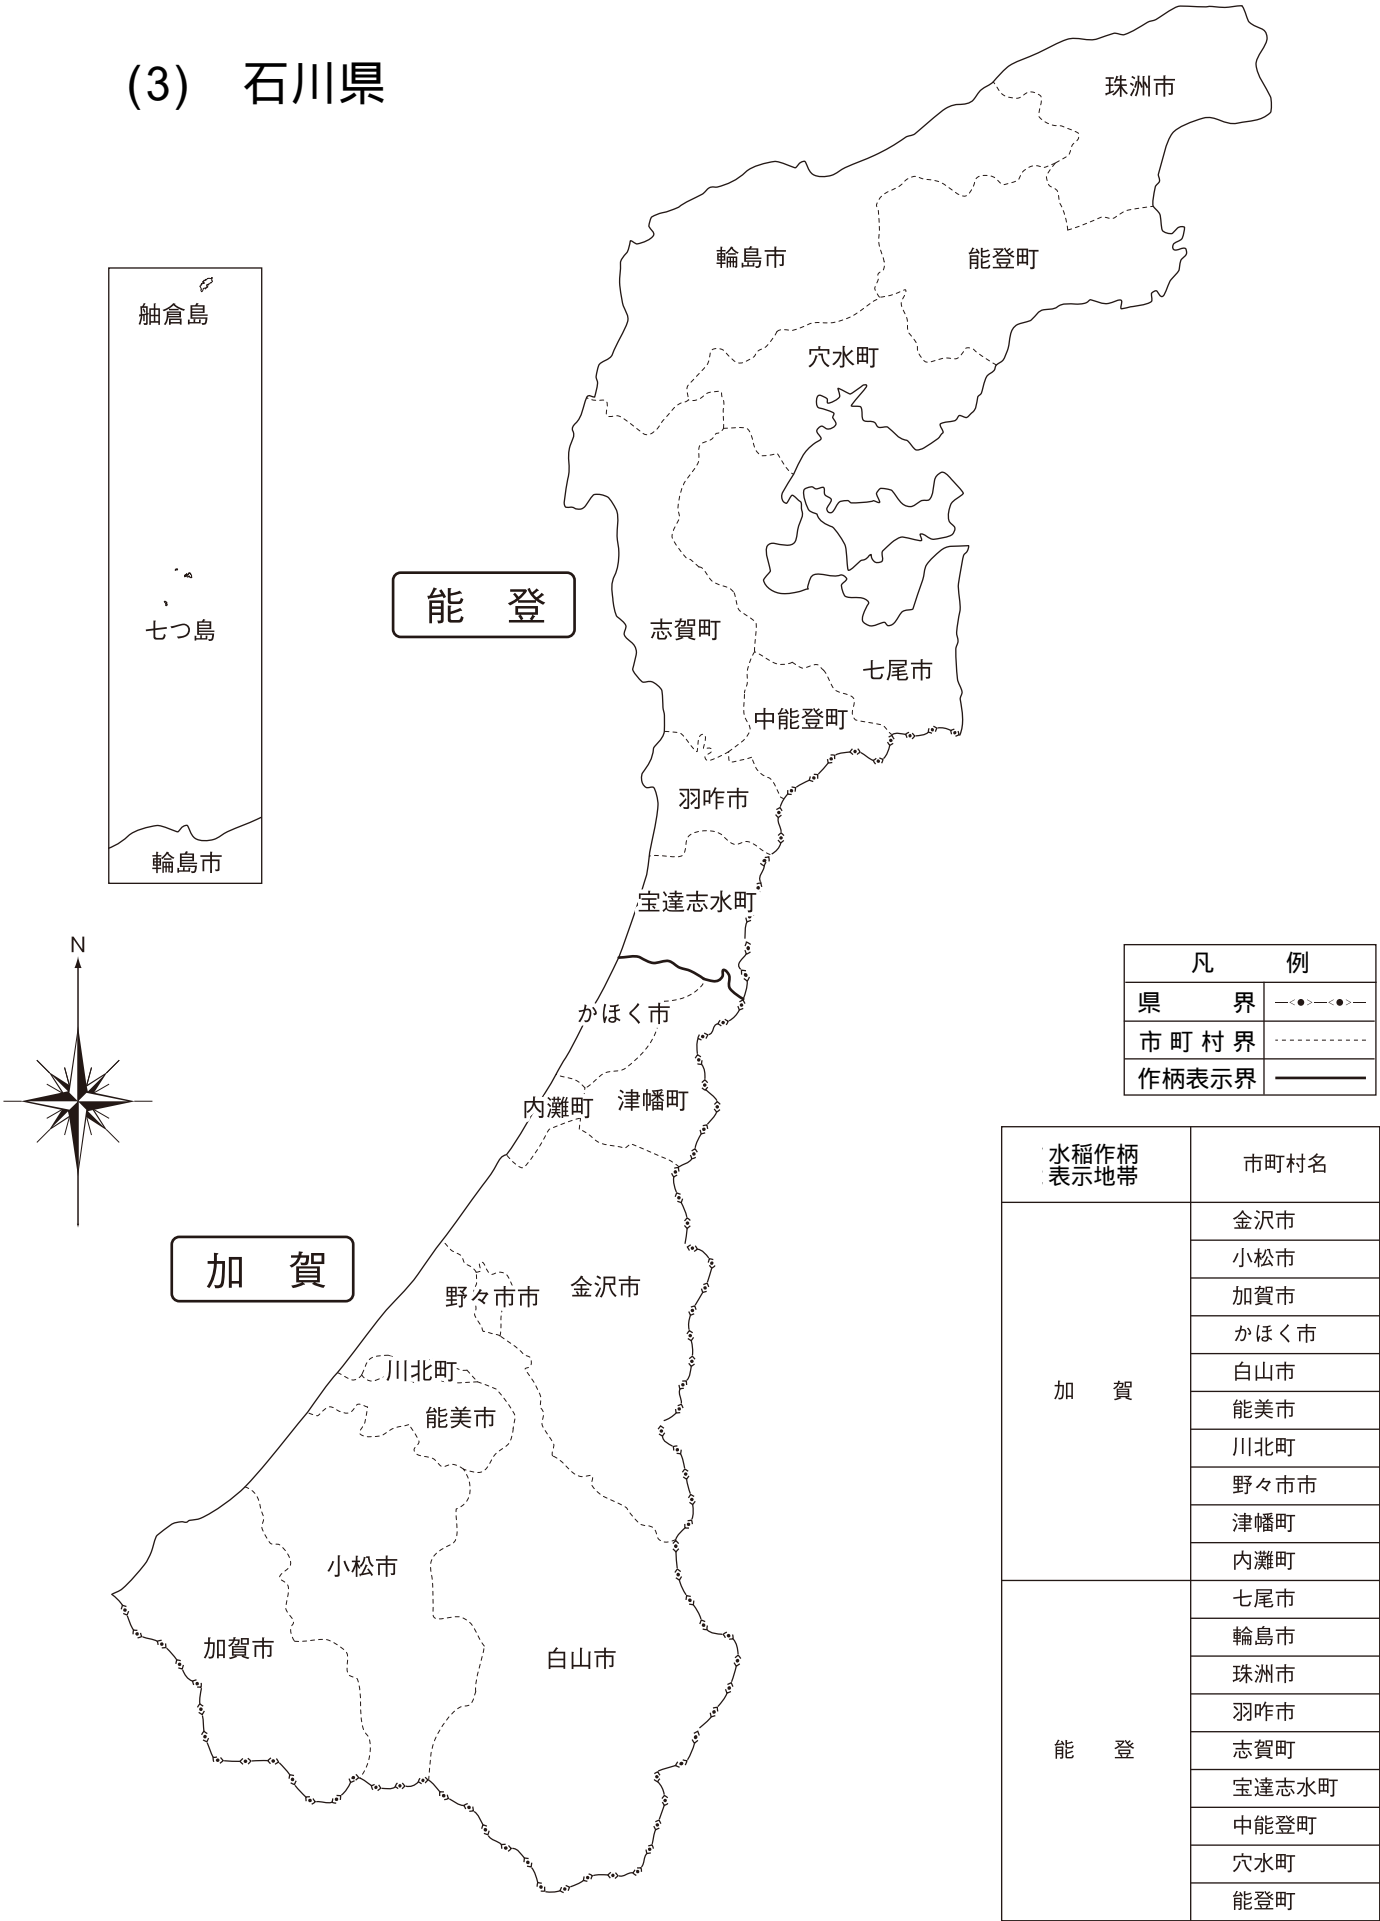 (3) 石川県
珠洲市
輪島市
能登町
舳倉島
穴水町
能 登
七つ島
志賀町
七尾市
中能登町
羽咋市
輪島市
宝達志水町
N
凡 例
県 界
市町村界
作柄表示界
かほく市
内灘町
津幡町
加 賀
野々市市
金沢市
川北町
能美市
小松市
加賀市
白山市
水稲作柄
表示地帯
市町村名
加 賀
金沢市
小松市
加賀市
かほく市
白山市
能美市
川北町
野々市市
津幡町
内灘町
能 登
七尾市
輪島市
珠洲市
羽咋市
志賀町
宝達志水町
中能登町
穴水町
能登町